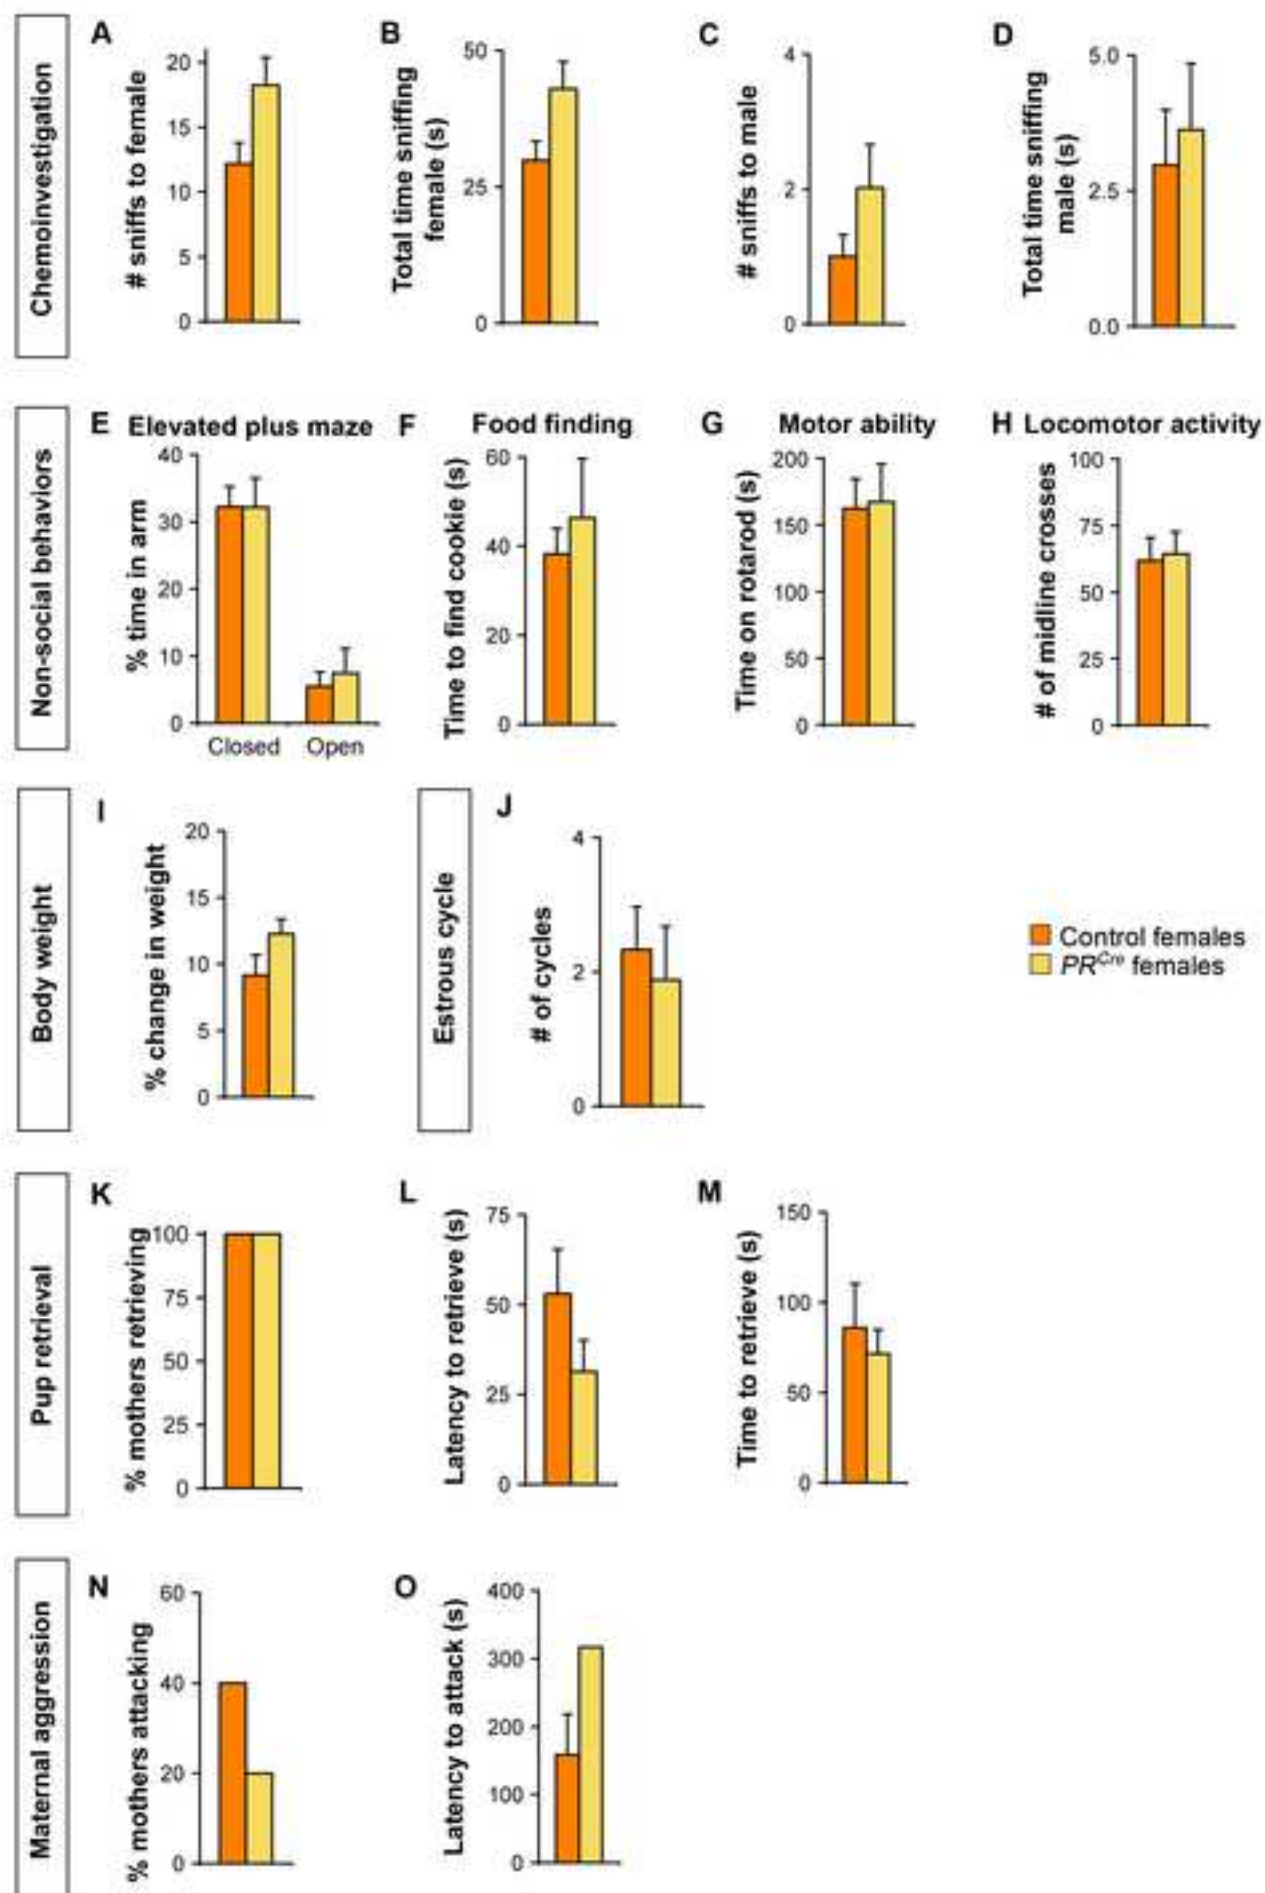 Chemoinvestigation
A
# sniffs to female
20
15
10
5
0
B
Total time sniffing
female (s)
50
25
0
C
# sniffs to male
4
2
0
D
Total time sniffing
male (s)
5.0
2.5
0.0
Non-social behaviors
E Elevated plus maze
% time in arm
40
30
20
10
0
Closed Open
F Food finding
Time to find cookie (s)
60
40
20
0
G Motor ability
Time on rotarod (s)
200
150
100
50
0
H Locomotor activity
# of midline crosses
100
75
50
25
0
Body weight
I
% change in weight
20
15
10
5
0
Estrous cycle
J
# of cycles
4
2
0
Control females
PRCre females
Pup retrieval
K
% mothers retrieving
100
75
50
25
0
L
Latency to retrieve (s)
75
50
25
0
M
Time to retrieve (s)
150
100
50
0
Maternal aggression
N
% mothers attacking
60
40
20
0
O
Latency to attack (s)
400
300
200
100
0